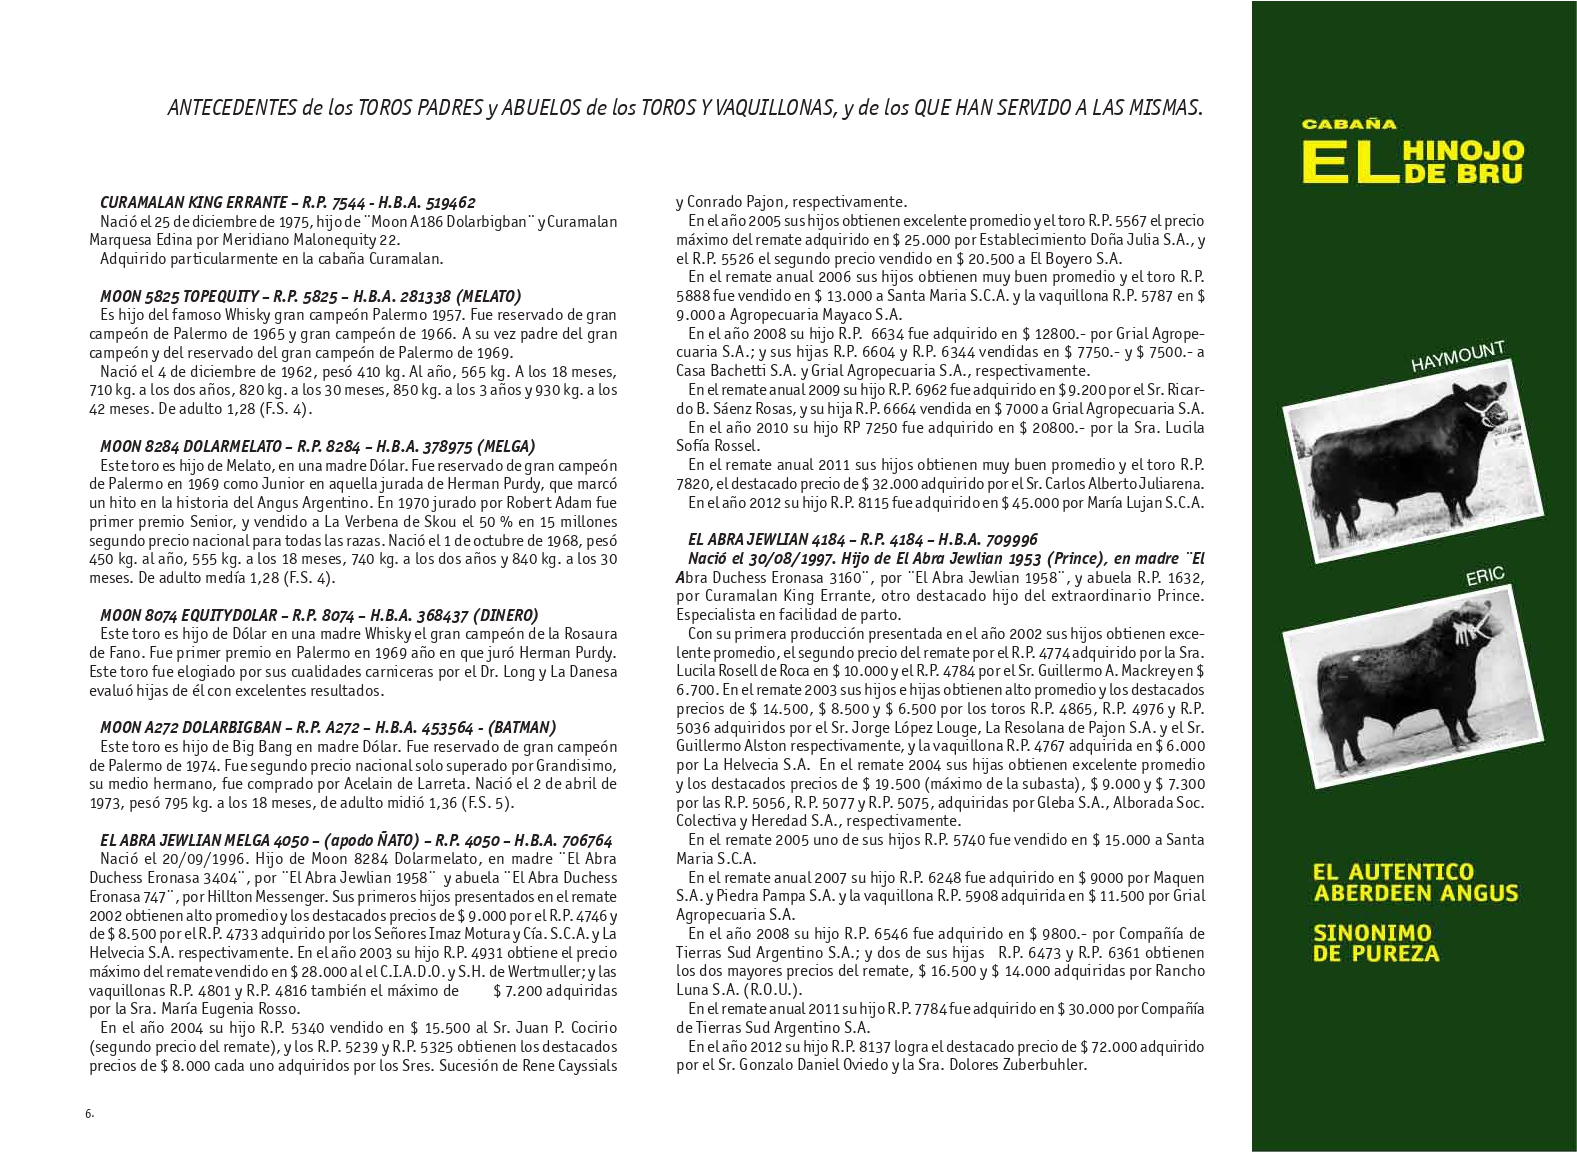 ANTECEDENTES de los TOROS PADRES y ABUELOS de los TOROS Y VAQUILLONAS, y de los QUE HAN SERVIDO A LAS MISMAS.
CURAMALAN KING ERRANTE – R.P. 7544 - H.B.A. 519462
Nació el 25 de diciembre de 1975, hijo de ¨Moon A186 Dolarbigban¨ y Curamalan
Marquesa Edina por Meridiano Malonequity 22.
Adquirido particularmente en la cabaña Curamalan.
MOON 5825 TOPEQUITY – R.P. 5825 – H.B.A. 281338 (MELATO)
Es hijo del famoso Whisky gran campeón Palermo 1957. Fue reservado de gran
campeón de Palermo de 1965 y gran campeón de 1966. A su vez padre del gran
campeón y del reservado del gran campeón de Palermo de 1969.
Nació el 4 de diciembre de 1962, pesó 410 kg. Al año, 565 kg. A los 18 meses,
710 kg. a los dos años, 820 kg. a los 30 meses, 850 kg. a los 3 años y 930 kg. a los
42 meses. De adulto 1,28 (F.S. 4).
MOON 8284 DOLARMELATO – R.P. 8284 – H.B.A. 378975 (MELGA)
Este toro es hijo de Melato, en una madre Dólar. Fue reservado de gran campeón
de Palermo en 1969 como Junior en aquella jurada de Herman Purdy, que marcó
un hito en la historia del Angus Argentino. En 1970 jurado por Robert Adam fue
primer premio Senior, y vendido a La Verbena de Skou el 50 % en 15 millones
segundo precio nacional para todas las razas. Nació el 1 de octubre de 1968, pesó
450 kg. al año, 555 kg. a los 18 meses, 740 kg. a los dos años y 840 kg. a los 30
meses. De adulto medía 1,28 (F.S. 4).
MOON 8074 EQUITYDOLAR – R.P. 8074 – H.B.A. 368437 (DINERO)
Este toro es hijo de Dólar en una madre Whisky el gran campeón de la Rosaura
de Fano. Fue primer premio en Palermo en 1969 año en que juró Herman Purdy.
Este toro fue elogiado por sus cualidades carniceras por el Dr. Long y La Danesa
evaluó hijas de él con excelentes resultados.
MOON A272 DOLARBIGBAN – R.P. A272 – H.B.A. 453564 - (BATMAN)
Este toro es hijo de Big Bang en madre Dólar. Fue reservado de gran campeón
de Palermo de 1974. Fue segundo precio nacional solo superado por Grandisimo,
su medio hermano, fue comprado por Acelain de Larreta. Nació el 2 de abril de
1973, pesó 795 kg. a los 18 meses, de adulto midió 1,36 (F.S. 5).
EL ABRA JEWLIAN MELGA 4050 – (apodo ÑATO) – R.P. 4050 – H.B.A. 706764
Nació el 20/09/1996. Hijo de Moon 8284 Dolarmelato, en madre ¨El Abra
Duchess Eronasa 3404¨, por ¨El Abra Jewlian 1958¨ y abuela ¨El Abra Duchess
Eronasa 747¨, por Hillton Messenger. Sus primeros hijos presentados en el remate
2002 obtienen alto promedio y los destacados precios de $ 9.000 por el R.P. 4746 y
de $ 8.500 por el R.P. 4733 adquirido por los Señores Imaz Motura y Cía. S.C.A. y La
Helvecia S.A. respectivamente. En el año 2003 su hijo R.P. 4931 obtiene el precio
máximo del remate vendido en $ 28.000 al el C.I.A.D.O. y S.H. de Wertmuller; y las
vaquillonas R.P. 4801 y R.P. 4816 también el máximo de $ 7.200 adquiridas
por la Sra. María Eugenia Rosso.
En el año 2004 su hijo R.P. 5340 vendido en $ 15.500 al Sr. Juan P. Cocirio
(segundo precio del remate), y los R.P. 5239 y R.P. 5325 obtienen los destacados
precios de $ 8.000 cada uno adquiridos por los Sres. Sucesión de Rene Cayssials
y Conrado Pajon, respectivamente.
En el año 2005 sus hijos obtienen excelente promedio y el toro R.P. 5567 el precio
máximo del remate adquirido en $ 25.000 por Establecimiento Doña Julia S.A., y
el R.P. 5526 el segundo precio vendido en $ 20.500 a El Boyero S.A.
En el remate anual 2006 sus hijos obtienen muy buen promedio y el toro R.P.
5888 fue vendido en $ 13.000 a Santa Maria S.C.A. y la vaquillona R.P. 5787 en $
9.000 a Agropecuaria Mayaco S.A.
En el año 2008 su hijo R.P. 6634 fue adquirido en $ 12800.- por Grial Agrope-
cuaria S.A.; y sus hijas R.P. 6604 y R.P. 6344 vendidas en $ 7750.- y $ 7500.- a
Casa Bachetti S.A. y Grial Agropecuaria S.A., respectivamente.
En el remate anual 2009 su hijo R.P. 6962 fue adquirido en $ 9.200 por el Sr. Ricar-
do B. Sáenz Rosas, y su hija R.P. 6664 vendida en $ 7000 a Grial Agropecuaria S.A.
En el año 2010 su hijo RP 7250 fue adquirido en $ 20800.- por la Sra. Lucila
Sofía Rossel.
En el remate anual 2011 sus hijos obtienen muy buen promedio y el toro R.P.
7820, el destacado precio de $ 32.000 adquirido por el Sr. Carlos Alberto Juliarena.
En el año 2012 su hijo R.P. 8115 fue adquirido en $ 45.000 por María Lujan S.C.A.
EL ABRA JEWLIAN 4184 – R.P. 4184 – H.B.A. 709996
Nació el 30/08/1997. Hijo de El Abra Jewlian 1953 (Prince), en madre ¨El
Abra Duchess Eronasa 3160¨, por ¨El Abra Jewlian 1958¨, y abuela R.P. 1632,
por Curamalan King Errante, otro destacado hijo del extraordinario Prince.
Especialista en facilidad de parto.
Con su primera producción presentada en el año 2002 sus hijos obtienen exce-
lente promedio, el segundo precio del remate por el R.P. 4774 adquirido por la Sra.
Lucila Rosell de Roca en $ 10.000 y el R.P. 4784 por el Sr. Guillermo A. Mackrey en $
6.700. En el remate 2003 sus hijos e hijas obtienen alto promedio y los destacados
precios de $ 14.500, $ 8.500 y $ 6.500 por los toros R.P. 4865, R.P. 4976 y R.P.
5036 adquiridos por el Sr. Jorge López Louge, La Resolana de Pajon S.A. y el Sr.
Guillermo Alston respectivamente, y la vaquillona R.P. 4767 adquirida en $ 6.000
por La Helvecia S.A. En el remate 2004 sus hijas obtienen excelente promedio
y los destacados precios de $ 19.500 (máximo de la subasta), $ 9.000 y $ 7.300
por las R.P. 5056, R.P. 5077 y R.P. 5075, adquiridas por Gleba S.A., Alborada Soc.
Colectiva y Heredad S.A., respectivamente.
En el remate 2005 uno de sus hijos R.P. 5740 fue vendido en $ 15.000 a Santa
Maria S.C.A.
En el remate anual 2007 su hijo R.P. 6248 fue adquirido en $ 9000 por Maquen
S.A. y Piedra Pampa S.A. y la vaquillona R.P. 5908 adquirida en $ 11.500 por Grial
Agropecuaria S.A.
En el año 2008 su hijo R.P. 6546 fue adquirido en $ 9800.- por Compañía de
Tierras Sud Argentino S.A.; y dos de sus hijas R.P. 6473 y R.P. 6361 obtienen
los dos mayores precios del remate, $ 16.500 y $ 14.000 adquiridas por Rancho
Luna S.A. (R.O.U.).
En el remate anual 2011 su hijo R.P. 7784 fue adquirido en $ 30.000 por Compañía
de Tierras Sud Argentino S.A.
En el año 2012 su hijo R.P. 8137 logra el destacado precio de $ 72.000 adquirido
por el Sr. Gonzalo Daniel Oviedo y la Sra. Dolores Zuberbuhler.
6.
CABAÑA
EL HINOJO
DE BRU
HAYMOUNT
ERIC
EL AUTENTICO
ABERDEEN ANGUS
SINONIMO
DE PUREZA